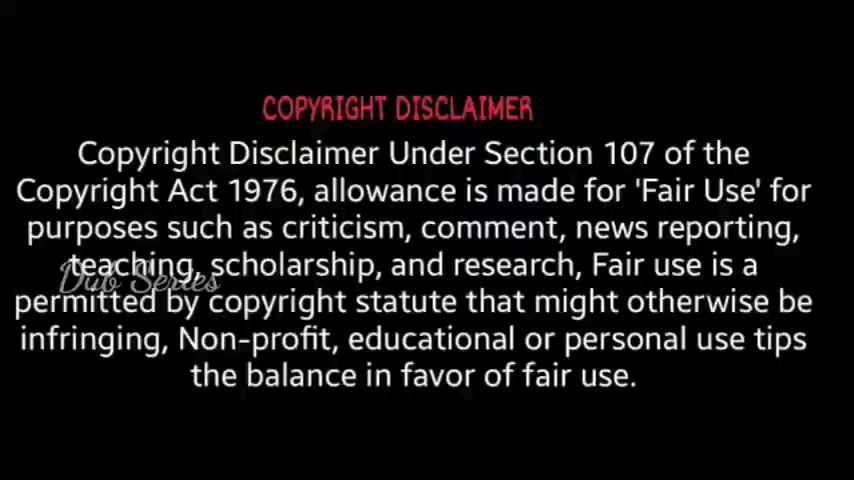 COPYRIGHT DISCLAIMER
Copyright Disclaimer Under Section 107 of the
Copyright Act 1976, allowance is made for 'Fair Use' for
purposes such as criticism, comment, news reporting,
teaching, scholarship, and research, Fair use is a
Dub Series
permitted by copyright statute that might otherwise be
infringing, Non-profit, educational or personal use tips
the balance in favor of fair use.